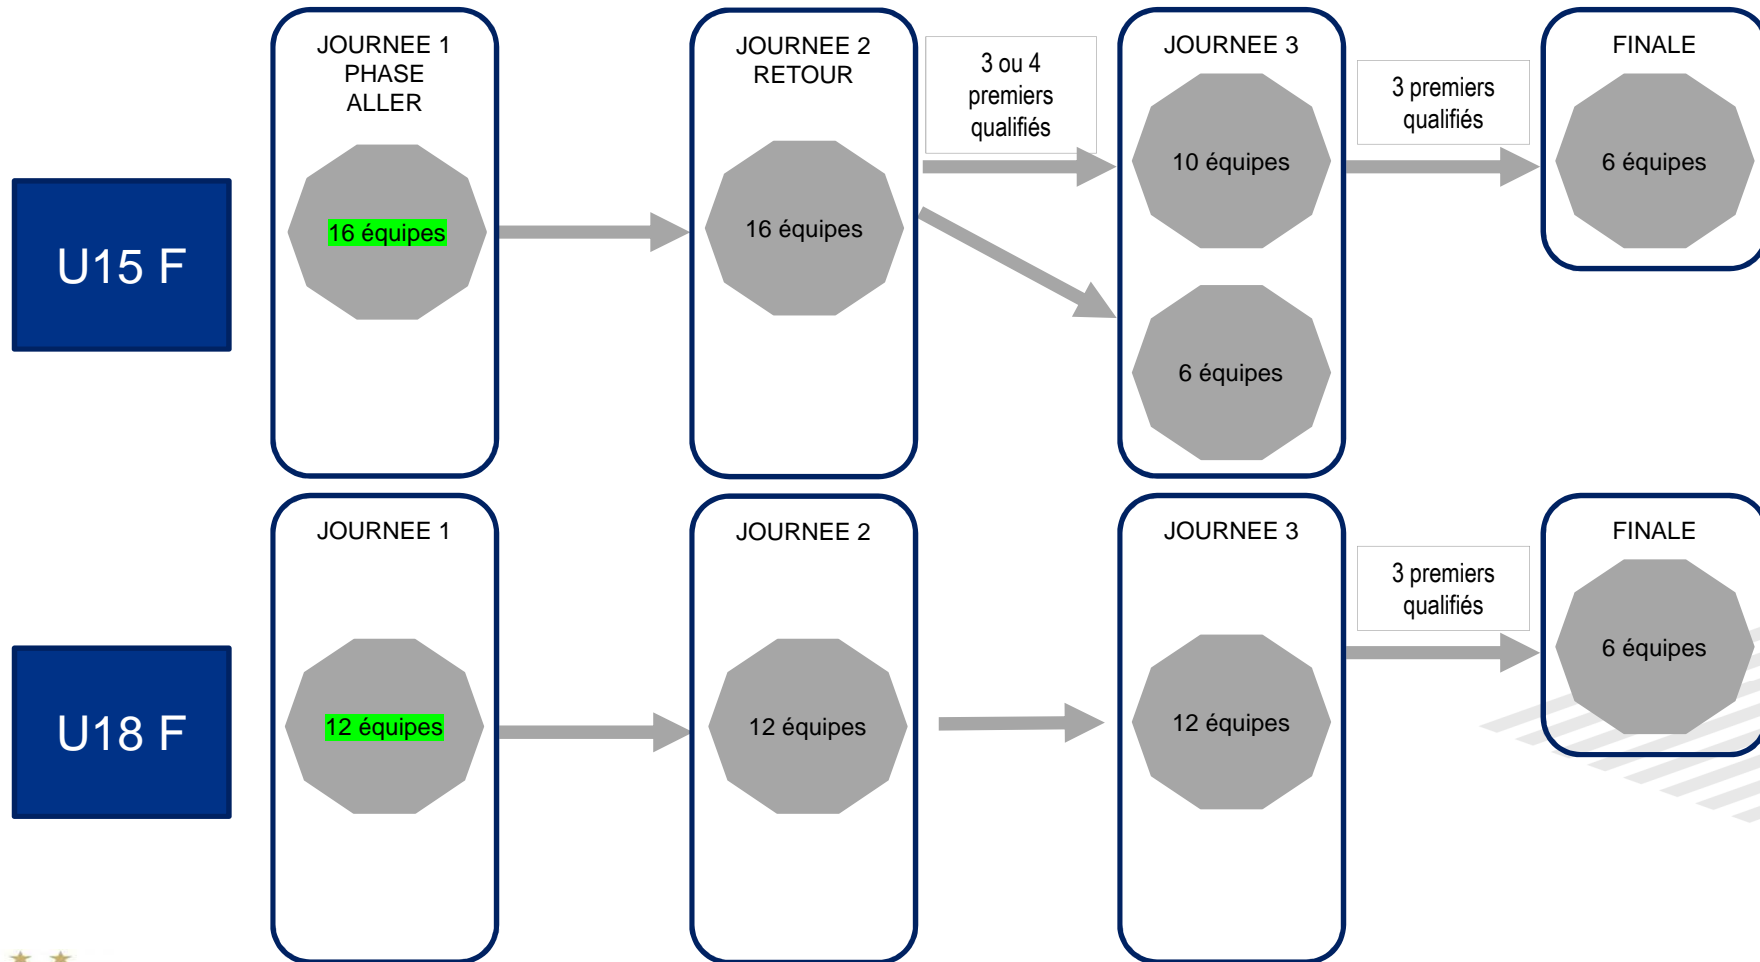 U15 F
JOURNEE 1
PHASE
ALLER
16 équipes
JOURNEE 2
RETOUR
16 équipes
3 ou 4
premiers
qualifiés
JOURNEE 3
10 équipes
6 équipes
3 premiers
qualifiés
FINALE
6 équipes
U18 F
JOURNEE 1
12 équipes
JOURNEE 2
12 équipes
JOURNEE 3
12 équipes
3 premiers
qualifiés
FINALE
6 équipes